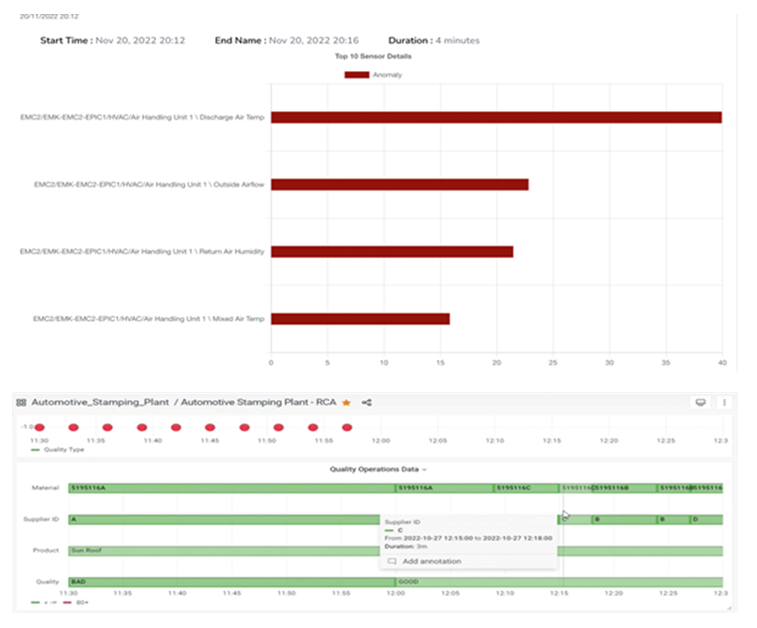 20/11/2022 20:12
Start Time : Nov 20, 2022 20:12 End Name : Nov 20, 2022 20:16 Duration : 4 minutes
Top 10 Sensor Details
Anomaly
EMC2/EMK-EMC2-EPIC1/HVAC/Air Handling Unit 1 \ Discharge Air Temp
EMC2/EMK-EMC2-EPIC1/HVAC/Air Handling Unit 1 \ Outside Airflow
EMC2/EMK-EMC2-EPIC1/HVAC/Air Handling Unit 1 \ Return Air Humidity
EMC2/EMK-EMC2-EPIC1/HVAC/Air Handling Unit 1 \ Mixed Air Temp
0 5 10 15 20 25 30 35 40
Automotive_Stamping_Plant / Automotive Stamping Plant - RCA
11:30 11:35 11:40 11:45 11:50 11:55 12:00 12:05 12:10 12:15 12:20 12:25 12:3
Quality Type
Quality Operations Data
Material S195116A S195116A S195116C S195116 S195116B S195116 S195116
Supplier ID A C B B D
Supplier ID
C
From 2022-10-27 12:15:00 to 2022-10-27 12:18:00
Duration: 3m
Add annotation
Product Sun Roof
Quality BAD GOOD
11:30 11:35 11:40 11:45 11:50 11:55 12:00 12:05 12:10 12:15 12:20 12:25 12:3
80+